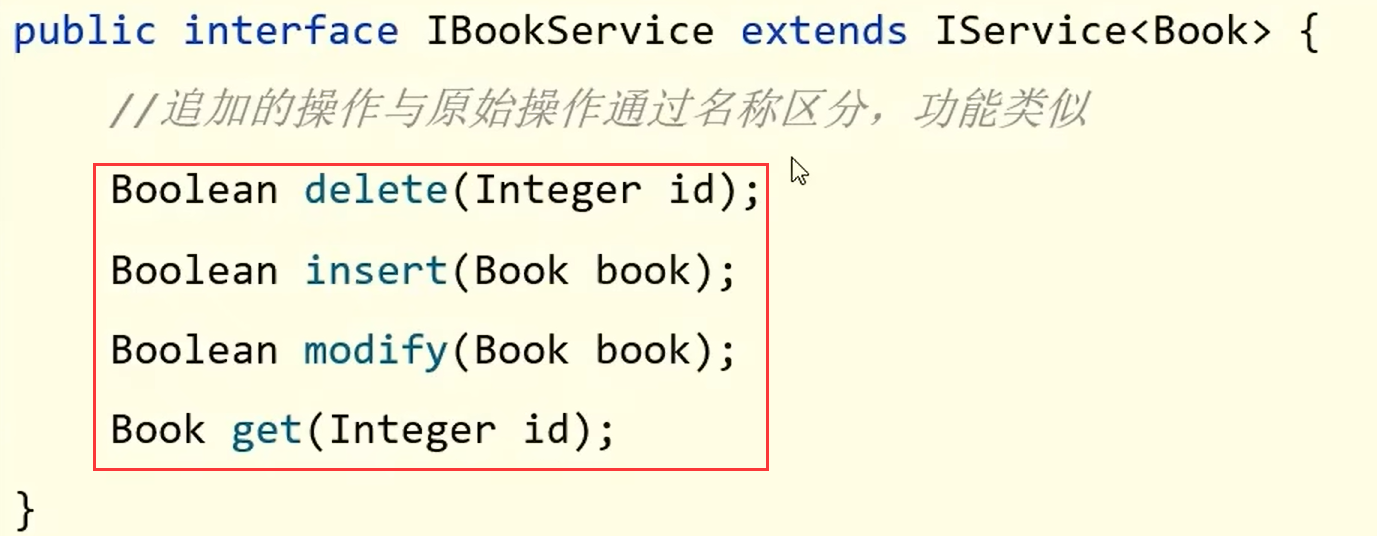 public interface IBookService extends IService<Book> {
//追加的操作与原始操作通过名称区分，功能类似
Boolean delete(Integer id);
Boolean insert(Book book);
Boolean modify(Book book);
Book get(Integer id);
}